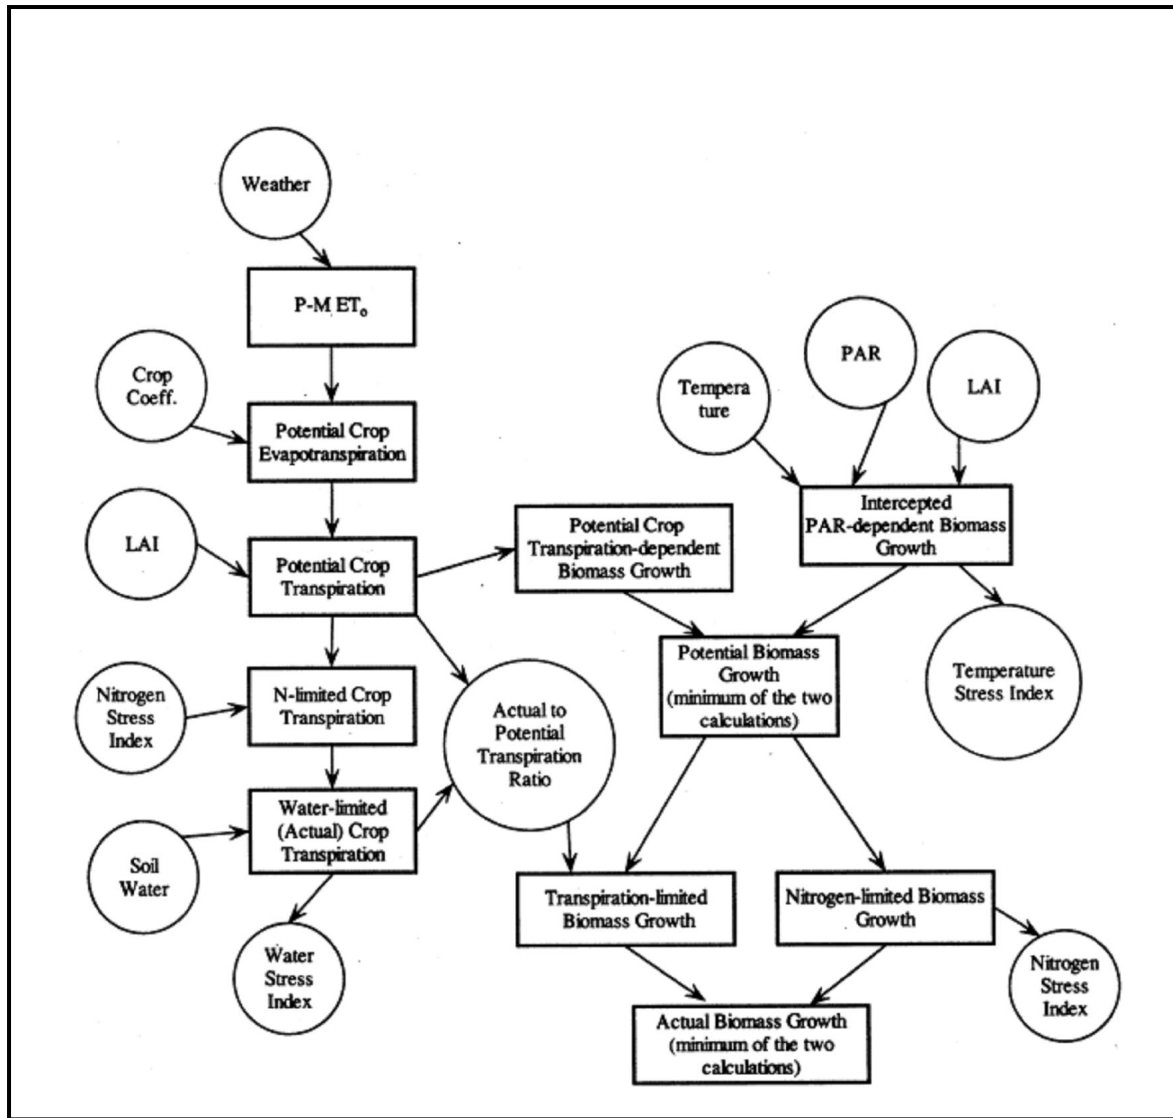 Weather
P-M ETo
Crop
Coeff.
Potential Crop
Evapotranspiration
LAI
Potential Crop
Transpiration
Nitrogen
Stress
Index
N-limited Crop
Transpiration
Soil
Water
Water-limited
(Actual) Crop
Transpiration
Water
Stress
Index
Potential Crop
Transpiration-dependent
Biomass Growth
Actual to
Potential
Transpiration
Ratio
Tempera
ture
PAR
LAI
Intercepted
PAR-dependent Biomass
Growth
Potential Biomass
Growth
(minimum of the two
calculations)
Temperature
Stress Index
Transpiration-limited
Biomass Growth
Nitrogen-limited Biomass
Growth
Nitrogen
Stress
Index
Actual Biomass Growth
(minimum of the two
calculations)